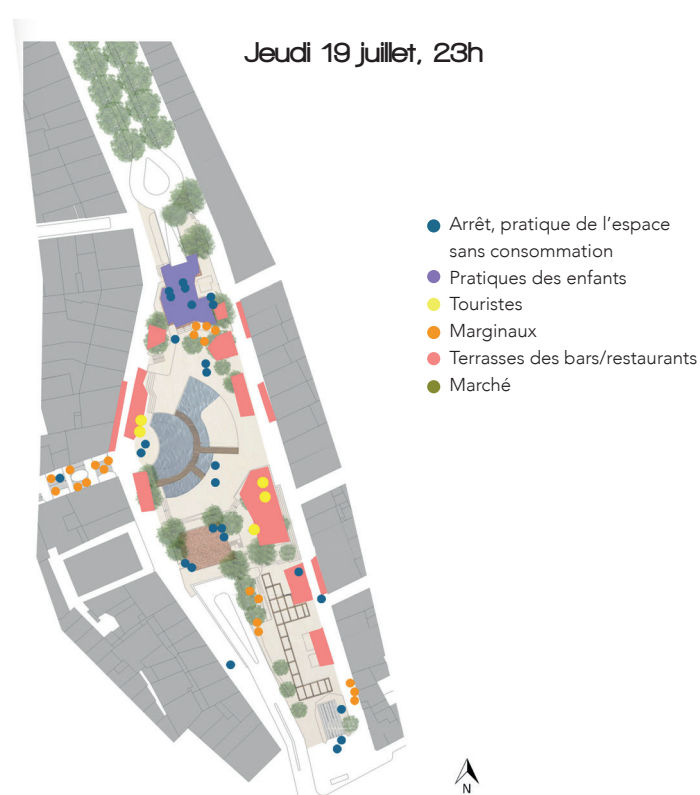 Jeudi 19 juillet, 23h
Arrêt, pratique de l'espace
sans consommation
Pratiques des enfants
Touristes
Marginaux
Terrasses des bars/restaurants
Marché
N